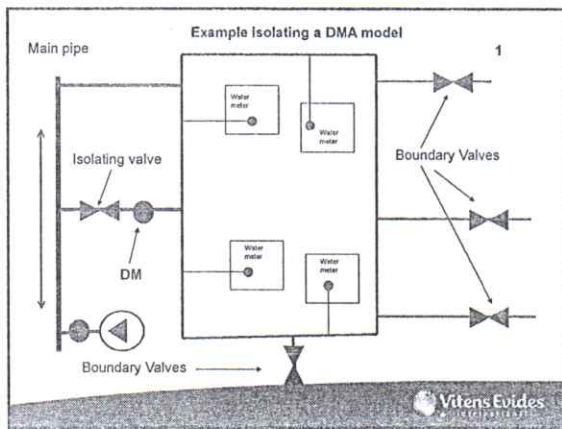 Example isolating a DMA model
1
Main pipe
Water
meter
Water
meter
Isolating valve
Boundary Valves
DM
Water
meter
Water
meter
Boundary Valves
Vitens Evides
International